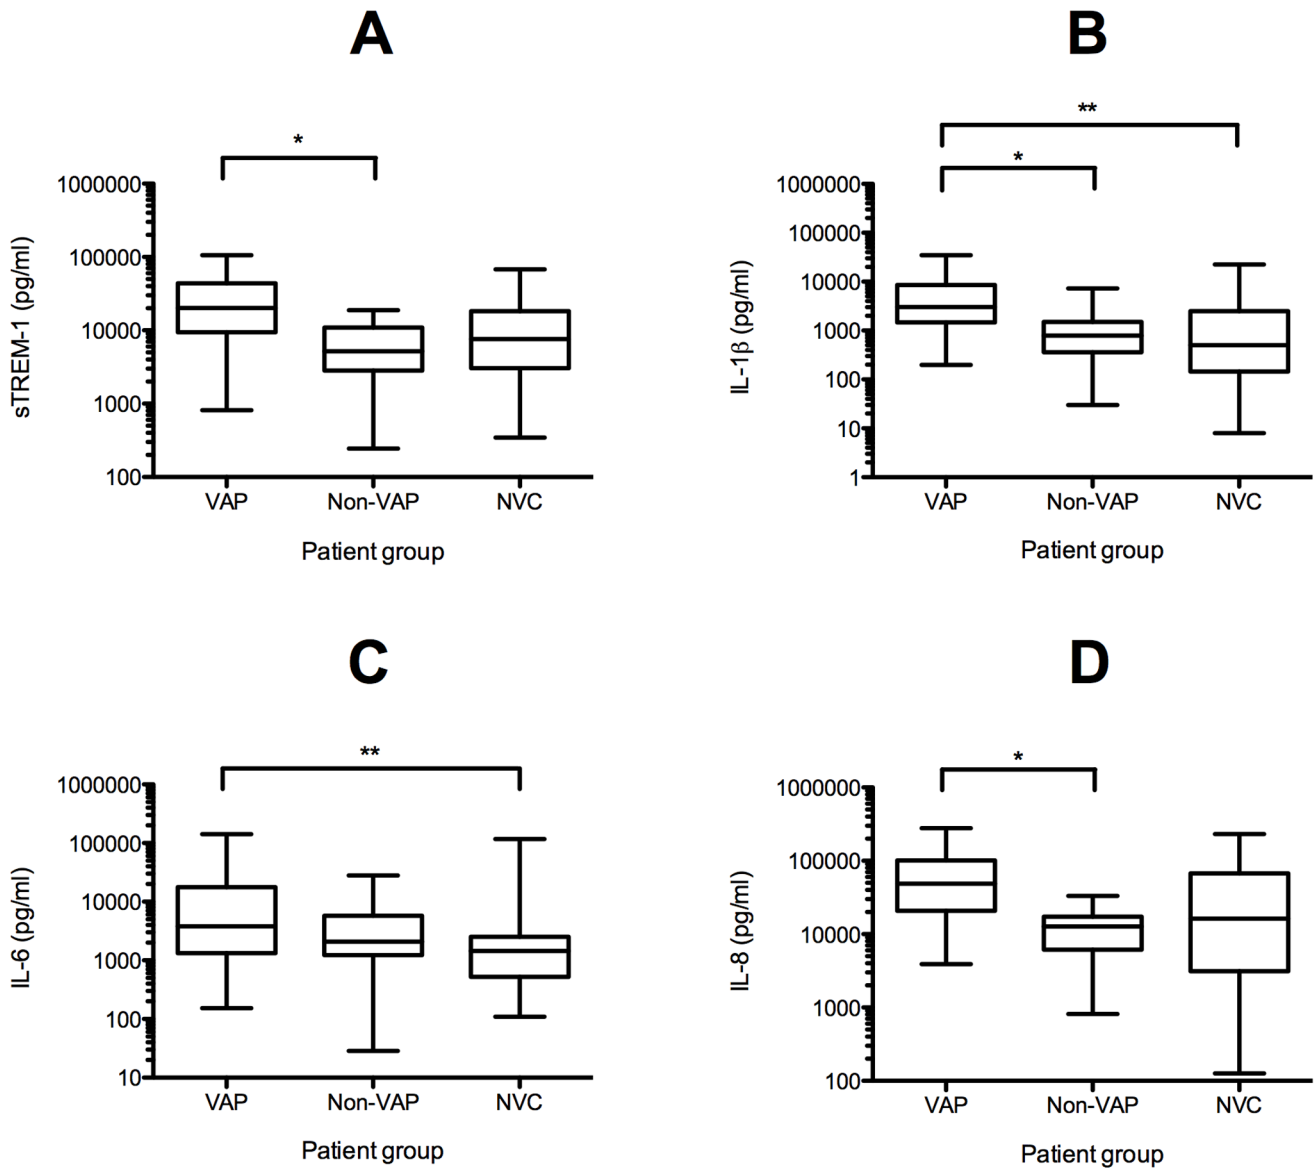 A
*
1000000
100000
10000
1000
100
sTREM-1 (pg/ml)
VAP Non-VAP NVC
Patient group
B
**
*
1000000
100000
10000
1000
100
10
1
IL-1β (pg/ml)
VAP Non-VAP NVC
Patient group
C
**
1000000
100000
10000
1000
100
10
IL-6 (pg/ml)
VAP Non-VAP NVC
Patient group
D
*
1000000
100000
10000
1000
100
IL-8 (pg/ml)
VAP Non-VAP NVC
Patient group